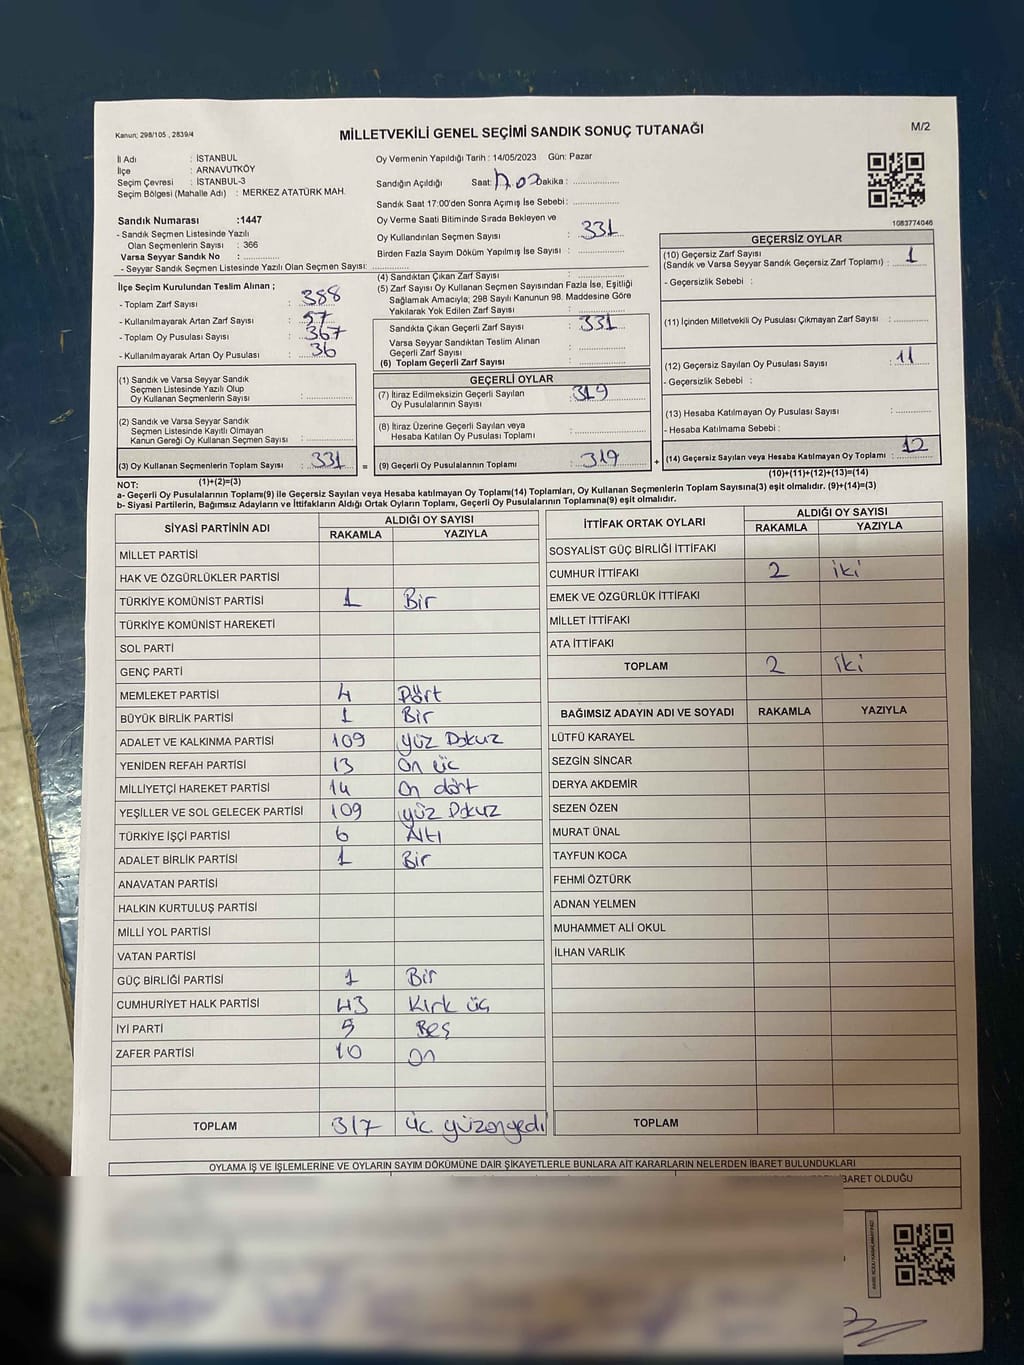 Kanun; 298/105 , 2839/4
MİLLETVEKİLİ GENEL SEÇİMİ SANDIK SONUÇ TUTANAĞI
M/2
İl Adı : İSTANBUL
İlçe : ARNAVUTKÖY
Seçim Çevresi : İSTANBUL-3
Seçim Bölgesi (Mahalle Adı) : MERKEZ ATATÜRK MAH.
Sandık Numarası :1447
- Sandık Seçmen Listesinde Yazılı
Olan Seçmenlerin Sayısı : 366
Varsa Seyyar Sandık No : ..............
- Seyyar Sandık Seçmen Listesinde Yazılı Olan Seçmen Sayısı: ..............
İlçe Seçim Kurulundan Teslim Alınan ;
- Toplam Zarf Sayısı : 388
- Kullanılmayarak Artan Zarf Sayısı : 57
- Toplam Oy Pusulası Sayısı : 367
- Kullanılmayarak Artan Oy Pusulası : 36
(1) Sandık ve Varsa Seyyar Sandık
Seçmen Listesinde Yazılı Olup
Oy Kullanan Seçmenlerin Sayısı : ..............
(2) Sandık ve Varsa Seyyar Sandık
Seçmen Listesinde Kayıtlı Olmayan
Kanun Gereği Oy Kullanan Seçmen Sayısı : ..............
(3) Oy Kullanan Seçmenlerin Toplam Sayısı : 331 =
Oy Vermenin Yapıldığı Tarih : 14/05/2023 Gün: Pazar
Sandığın Açıldığı Saat: Dakika : ..............
Sandık Saat 17:00'den Sonra Açımış İse Sebebi: ..............
Oy Verme Saati Bitiminde Sırada Bekleyen ve
Oy Kullandırılan Seçmen Sayısı : 331
Birden Fazla Sayım Döküm Yapılmış İse Sayısı : ..............
(4) Sandıktan Çıkan Zarf Sayısı : ..............
(5) Zarf Sayısı Oy Kullanan Seçmen Sayısından Fazla İse, Eşitliği
Sağlamak Amacıyla; 298 Sayılı Kanunun 98. Maddesine Göre
Yakılarak Yok Edilen Zarf Sayısı : ..............
Sandıkta Çıkan Geçerli Zarf Sayısı : 331
Varsa Seyyar Sandıktan Teslim Alınan
Geçerli Zarf Sayısı : ..............
(6) Toplam Geçerli Zarf Sayısı : ..............
GEÇERLİ OYLAR
(7) İtiraz Edilmeksizin Geçerli Sayılan
Oy Pusulalarının Sayısı : 319
(8) İtiraz Üzerine Geçerli Sayılan veya
Hesaba Katılan Oy Pusulası Toplamı : ..............
(9) Geçerli Oy Pusulalarının Toplamı : 319 +
1083774046
GEÇERSİZ OYLAR
(10) Geçersiz Zarf Sayısı
(Sandık ve Varsa Seyyar Sandık Geçersiz Zarf Toplamı) : 1
- Geçersizlik Sebebi :
(11) İçinden Milletvekili Oy Pusulası Çıkmayan Zarf Sayısı : ..............
(12) Geçersiz Sayılan Oy Pusulası Sayısı : 11
- Geçersizlik Sebebi :
(13) Hesaba Katılmayan Oy Pusulası Sayısı : ..............
- Hesaba Katılmama Sebebi :
(14) Geçersiz Sayılan veya Hesaba Katılmayan Oy Toplamı : 12
NOT: (1)+(2)=(3)
(10)+(11)+(12)+(13)=(14)
a- Geçerli Oy Pusulalarının Toplamı(9) ile Geçersiz Sayılan veya Hesaba katılmayan Oy Toplam(14) Toplamları, Oy Kullanan Seçmenlerin Toplam Sayısına(3) eşit olmalıdır. (9)+(14)=(3)
b- Siyasi Partilerin, Bağımsız Adayların ve İttifakların Aldığı Ortak Oyların Toplamı, Geçerli Oy Pusulalarının Toplamına(9) eşit olmalıdır.
SİYASİ PARTİNİN ADI ALDIĞI OY SAYISI
RAKAMLA YAZIYLA
MİLLET PARTİSİ
HAK VE ÖZGÜRLÜKLER PARTİSİ
TÜRKİYE KOMÜNİST PARTİSİ 1 Bir
TÜRKİYE KOMÜNİST HAREKETİ
SOL PARTİ
GENÇ PARTİ
MEMLEKET PARTİSİ 4 Dört
BÜYÜK BİRLİK PARTİSİ 1 Bir
ADALET VE KALKINMA PARTİSİ 109 yüz Dokuz
YENİDEN REFAH PARTİSİ 13 On üc
MİLLİYETÇİ HAREKET PARTİSİ 14 On dört
YEŞİLLER VE SOL GELECEK PARTİSİ 109 yüz Dokuz
TÜRKİYE İŞÇİ PARTİSİ 6 Altı
ADALET BİRLİK PARTİSİ 1 Bir
ANAVATAN PARTİSİ
HALKIN KURTULUŞ PARTİSİ
MİLLİ YOL PARTİSİ
VATAN PARTİSİ
GÜÇ BİRLİĞİ PARTİSİ 1 Bir
CUMHURİYET HALK PARTİSİ 43 Kırk üç
İYİ PARTİ 5 Beş
ZAFER PARTİSİ 10 On
TOPLAM 317 üc yüzonyedi
İTTİFAK ORTAK OYLARI ALDIĞI OY SAYISI
RAKAMLA YAZIYLA
SOSYALİST GÜÇ BİRLİĞİ İTTİFAKI
CUMHUR İTTİFAKI 2 iki
EMEK VE ÖZGÜRLÜK İTTİFAKI
MİLLET İTTİFAKI
ATA İTTİFAKI
TOPLAM 2 iki
BAĞIMSIZ ADAYIN ADI VE SOYADI RAKAMLA YAZIYLA
LÜTFÜ KARAYEL
SEZGİN SİNCAR
DERYA AKDEMİR
SEZEN ÖZEN
MURAT ÜNAL
TAYFUN KOCA
FEHMİ ÖZTÜRK
ADNAN YELMEN
MUHAMMET ALİ OKUL
İLHAN VARLIK
TOPLAM
OYLAMA İŞ VE İŞLEMLERİNE VE OYLARIN SAYIM DÖKÜMÜNE DAİR ŞİKAYETLERLE BUNLARA AİT KARARLARIN NELERDEN İBARET BULUNDUKLARI
İBARET OLDUĞU